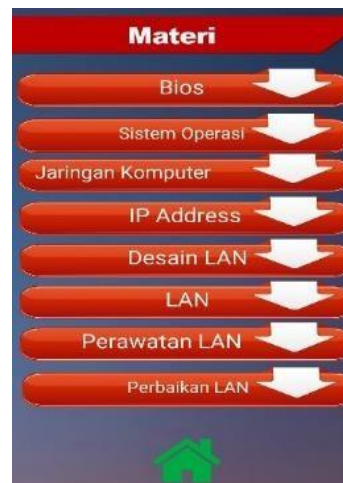 Materi
Bios
Sistem Operasi
Jaringan Komputer
IP Address
Desain LAN
LAN
Perawatan LAN
Perbaikan LAN